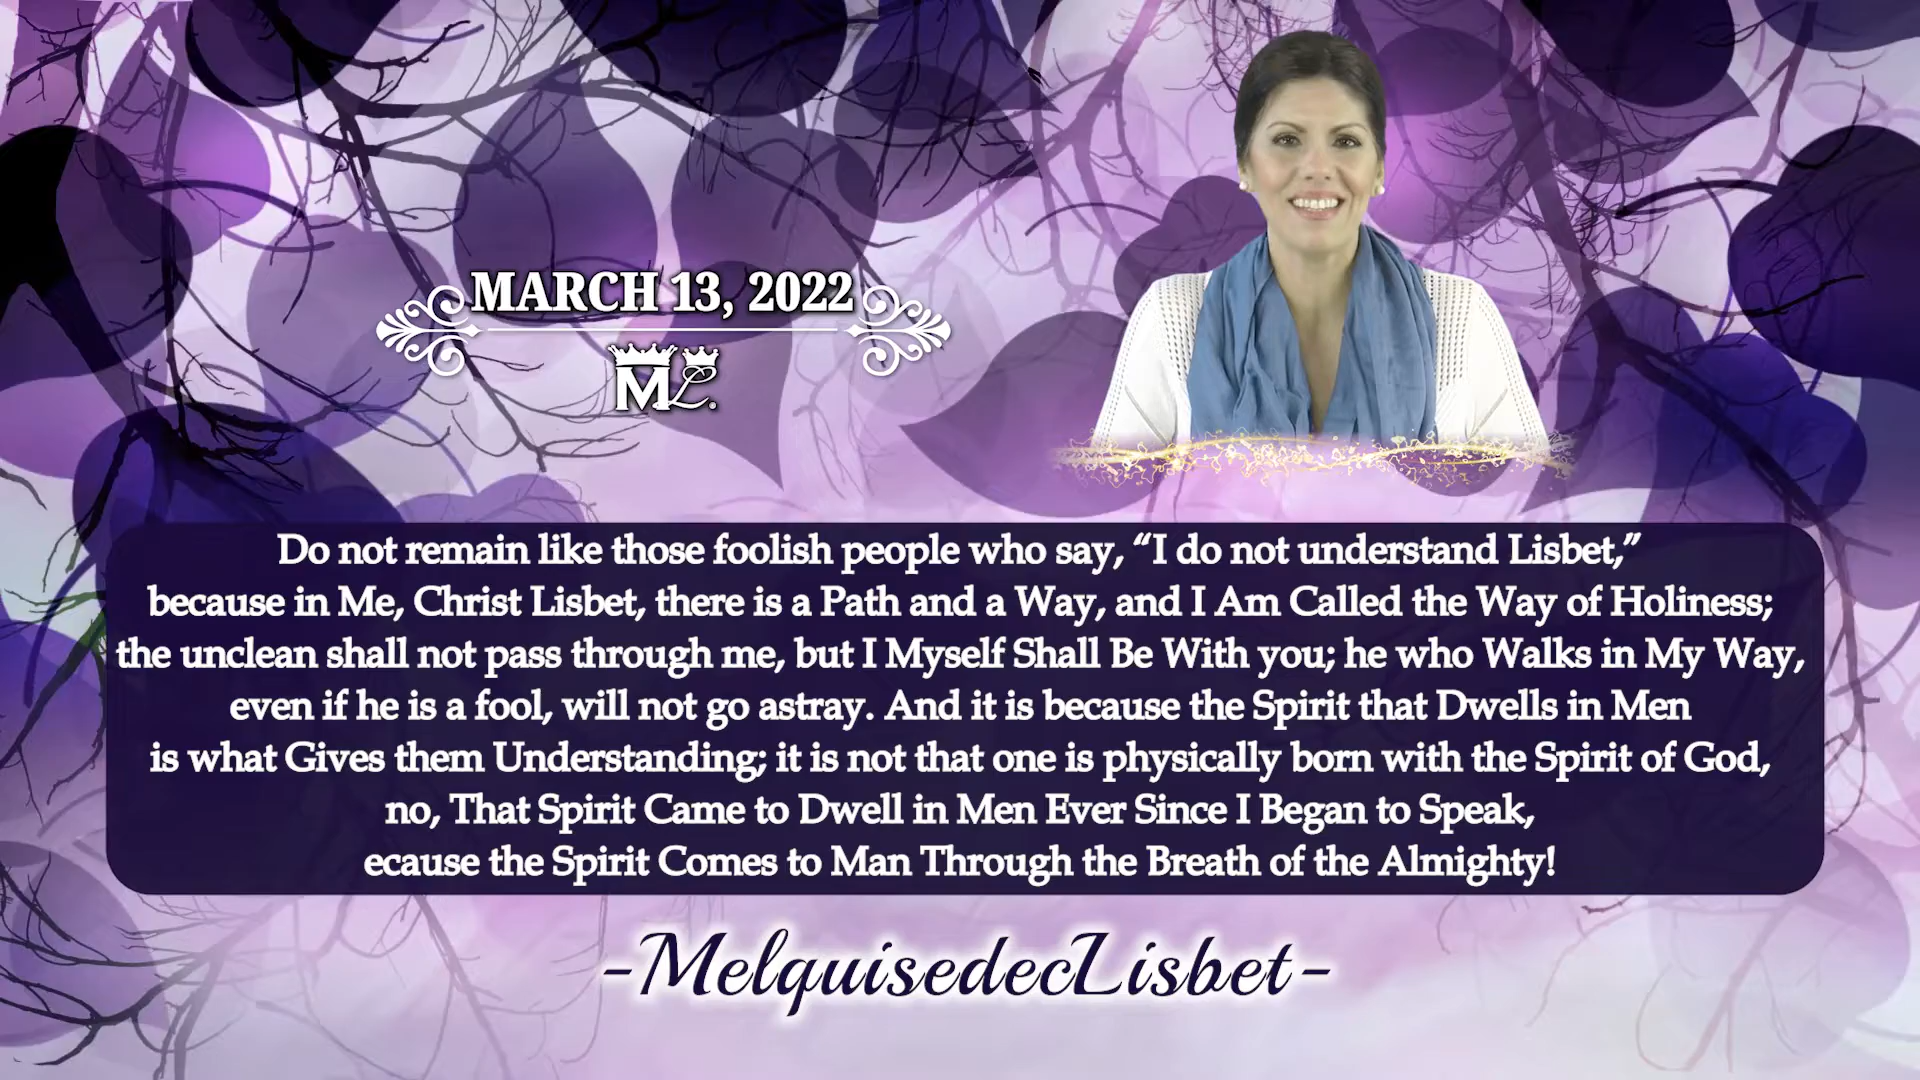 MARCH 13, 2022
ML.
Do not remain like those foolish people who say, “I do not understand Lisbet,”
because in Me, Christ Lisbet, there is a Path and a Way, and I Am Called the Way of Holiness;
the unclean shall not pass through me, but I Myself Shall Be With you; he who Walks in My Way,
even if he is a fool, will not go astray. And it is because the Spirit that Dwells in Men
is what Gives them Understanding; it is not that one is physically born with the Spirit of God,
no, That Spirit Came to Dwell in Men Ever Since I Began to Speak,
ecause the Spirit Comes to Man Through the Breath of the Almighty!
-MelquisedecLisbet-